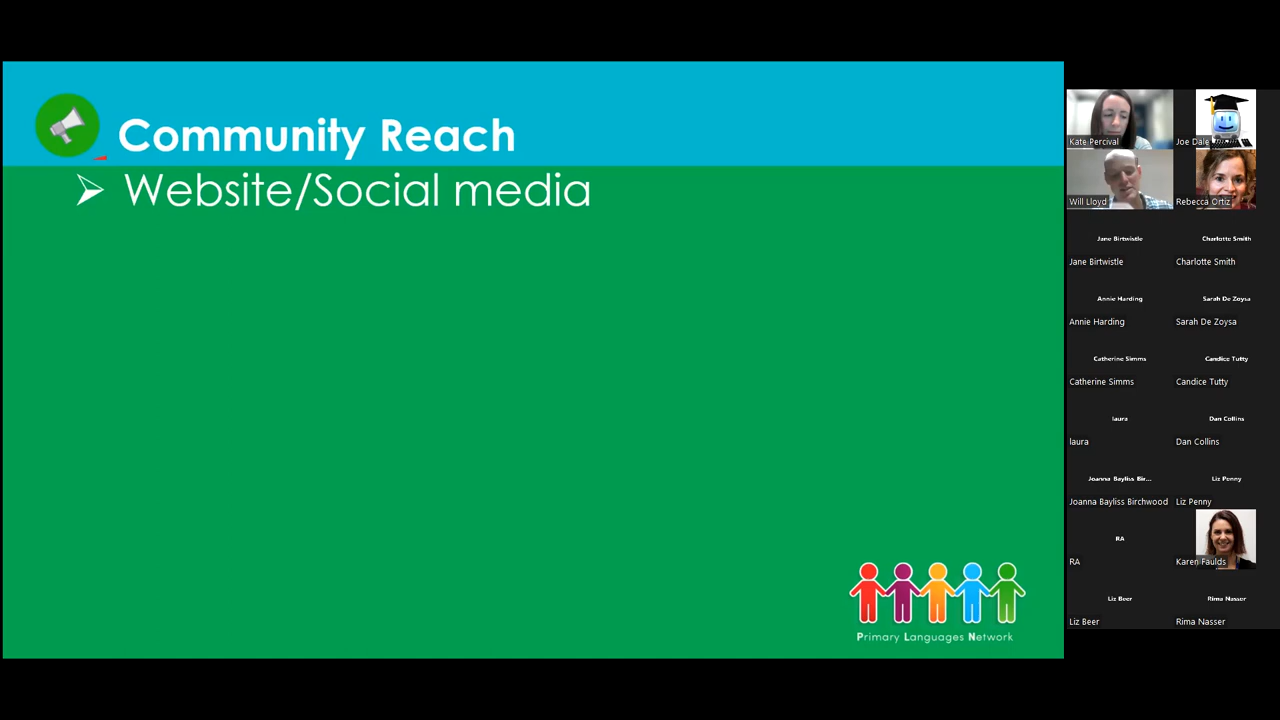 Community Reach
Website/Social media
Primary Languages Network
Kate Percival
Joe Dale
Will Lloyd
Rebecca Ortiz
Jane Birtwistle
Charlotte Smith
Jane Birtwistle
Charlotte Smith
Annie Harding
Sarah De Zoysa
Annie Harding
Sarah De Zoysa
Catherine Simms
Candice Tutty
Catherine Simms
Candice Tutty
laura
Dan Collins
laura
Dan Collins
Joanna Bayliss Bir...
Liz Penny
Joanna Bayliss Birchwood
Liz Penny
RA
RA
Karen Faulds
Liz Beer
Rima Nasser
Liz Beer
Rima Nasser